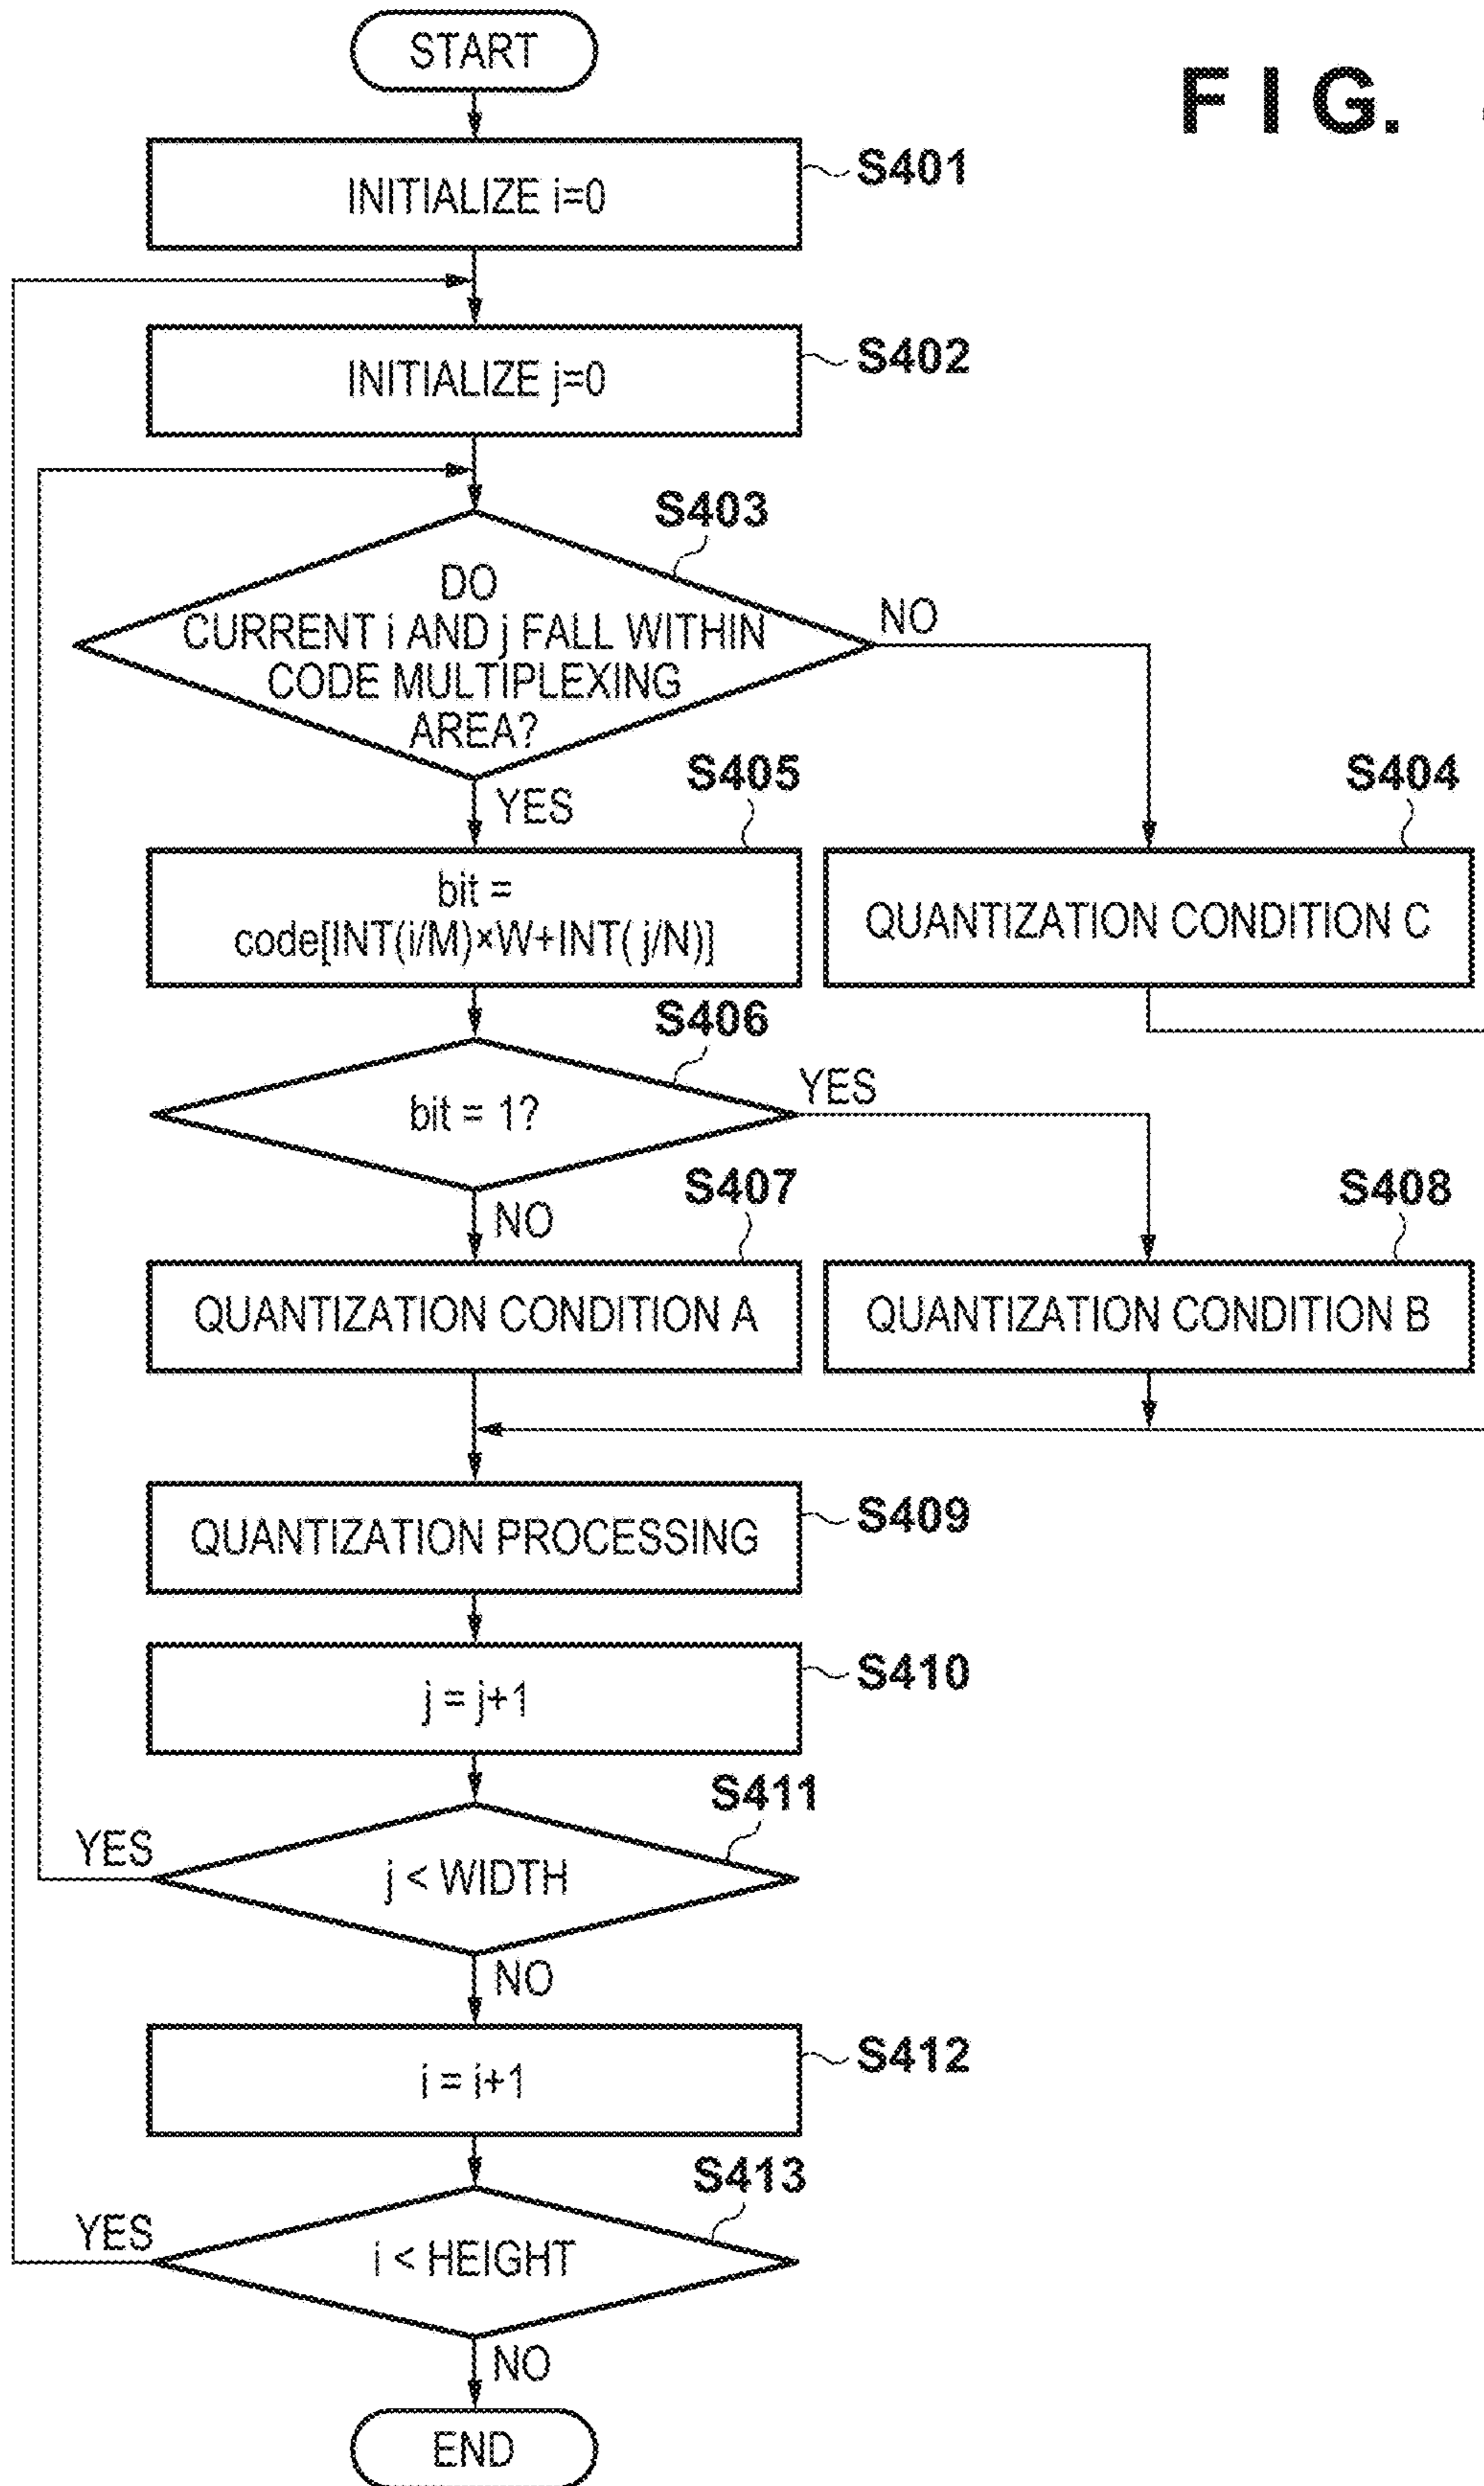 START
FIG.
INITIALIZE i=0
S401
INITIALIZE j=0
S402
S403
DO
CURRENT i AND j FALL WITHIN
CODE MULTIPLEXING
AREA?
NO
YES
S405
S404
bit =
code[INT(i/M)×W+INT( j/N)]
QUANTIZATION CONDITION C
S406
bit = 1?
YES
NO
S407
S408
QUANTIZATION CONDITION A
QUANTIZATION CONDITION B
QUANTIZATION PROCESSING
S409
j = j+1
S410
S411
YES
j < WIDTH
NO
i = i+1
S412
S413
YES
i < HEIGHT
NO
END